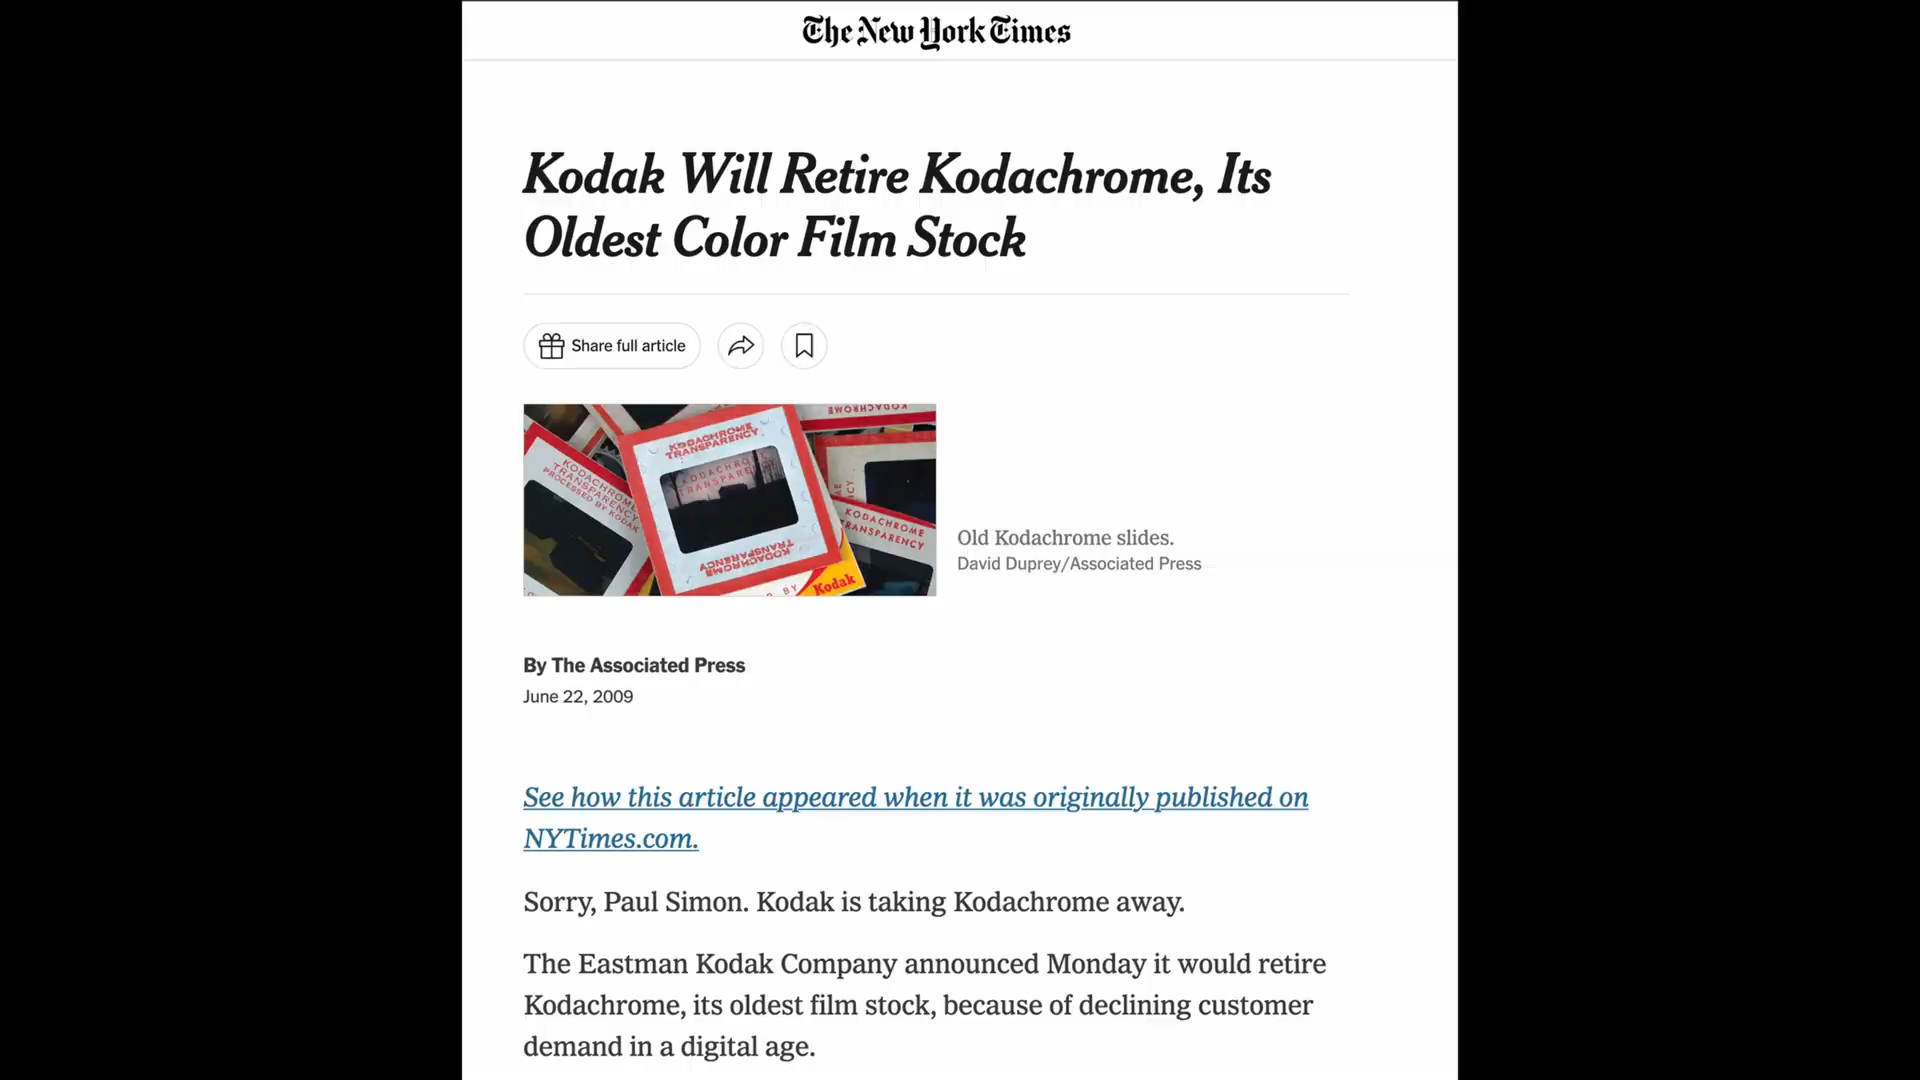 The New York Times
Kodak Will Retire Kodachrome, Its
Oldest Color Film Stock
Share full article
KODACHROME
KODACHROME
TRANSPARENCY
KODACHROME
TRANSPARENCY
PROCESSED BY KODAK
KODACHROME
TRANSPARENCY
KODACHROME
TRANSPARENCY
KODACHROME
TRANSPARENCY
Kodak
Old Kodachrome slides.
David Duprey/Associated Press
By The Associated Press
June 22, 2009
See how this article appeared when it was originally published on
NYTimes.com.
Sorry, Paul Simon. Kodak is taking Kodachrome away.
The Eastman Kodak Company announced Monday it would retire
Kodachrome, its oldest film stock, because of declining customer
demand in a digital age.